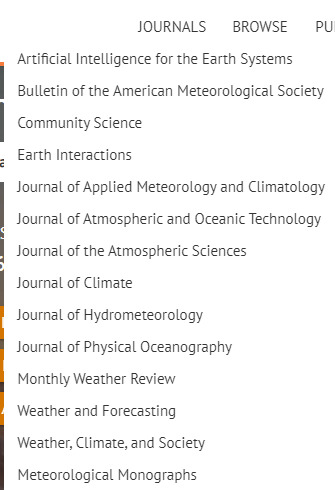 JOURNALS BROWSE
Artificial Intelligence for the Earth Systems
Bulletin of the American Meteorological Society
Community Science
Earth Interactions
Journal of Applied Meteorology and Climatology
Journal of Atmospheric and Oceanic Technology
Journal of the Atmospheric Sciences
Journal of Climate
Journal of Hydrometeorology
Journal of Physical Oceanography
Monthly Weather Review
Weather and Forecasting
Weather, Climate, and Society
Meteorological Monographs